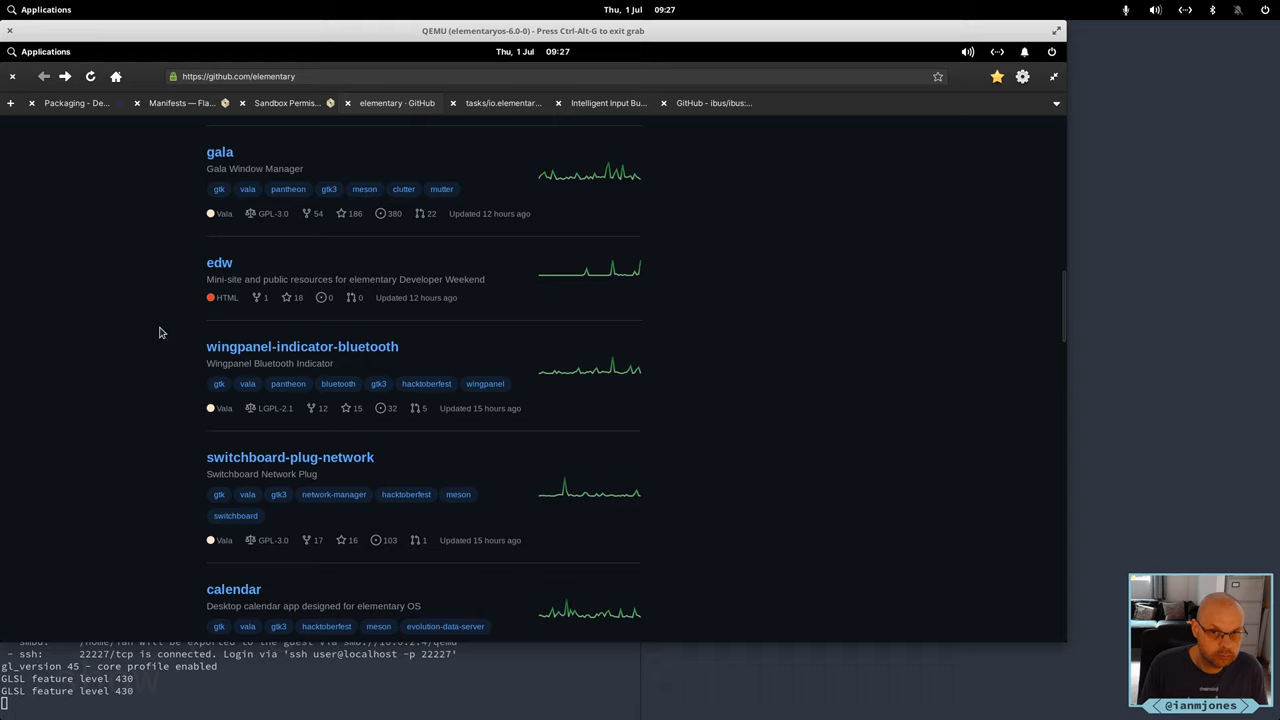 Applications
Thu, 1 Jul 09:27
QEMU (elementaryos-6.0-0) - Press Ctrl-Alt-G to exit grab
Applications
Thu, 1 Jul 09:27
https://github.com/elementary
Packaging - De...
Manifests — Fla...
Sandbox Permis...
elementary · GitHub
tasks/io.elementar...
Intelligent Input Bu...
GitHub - ibus/ibus:...
gala
Gala Window Manager
gtk vala pantheon gtk3 meson clutter mutter
Vala GPL-3.0 54 186 380 22 Updated 12 hours ago
edw
Mini-site and public resources for elementary Developer Weekend
HTML 1 18 0 0 Updated 12 hours ago
wingpanel-indicator-bluetooth
Wingpanel Bluetooth Indicator
gtk vala pantheon bluetooth gtk3 hacktoberfest wingpanel
Vala LGPL-2.1 12 15 32 5 Updated 15 hours ago
switchboard-plug-network
Switchboard Network Plug
gtk vala gtk3 network-manager hacktoberfest meson
switchboard
Vala GPL-3.0 17 16 103 1 Updated 15 hours ago
calendar
Desktop calendar app designed for elementary OS
gtk vala gtk3 hacktoberfest meson evolution-data-server
- ssh: 22227/tcp is connected. Login via 'ssh user@localhost -p 22227'
gl_version 45 - core profile enabled
GLSL feature level 430
GLSL feature level 430
@ianmjones